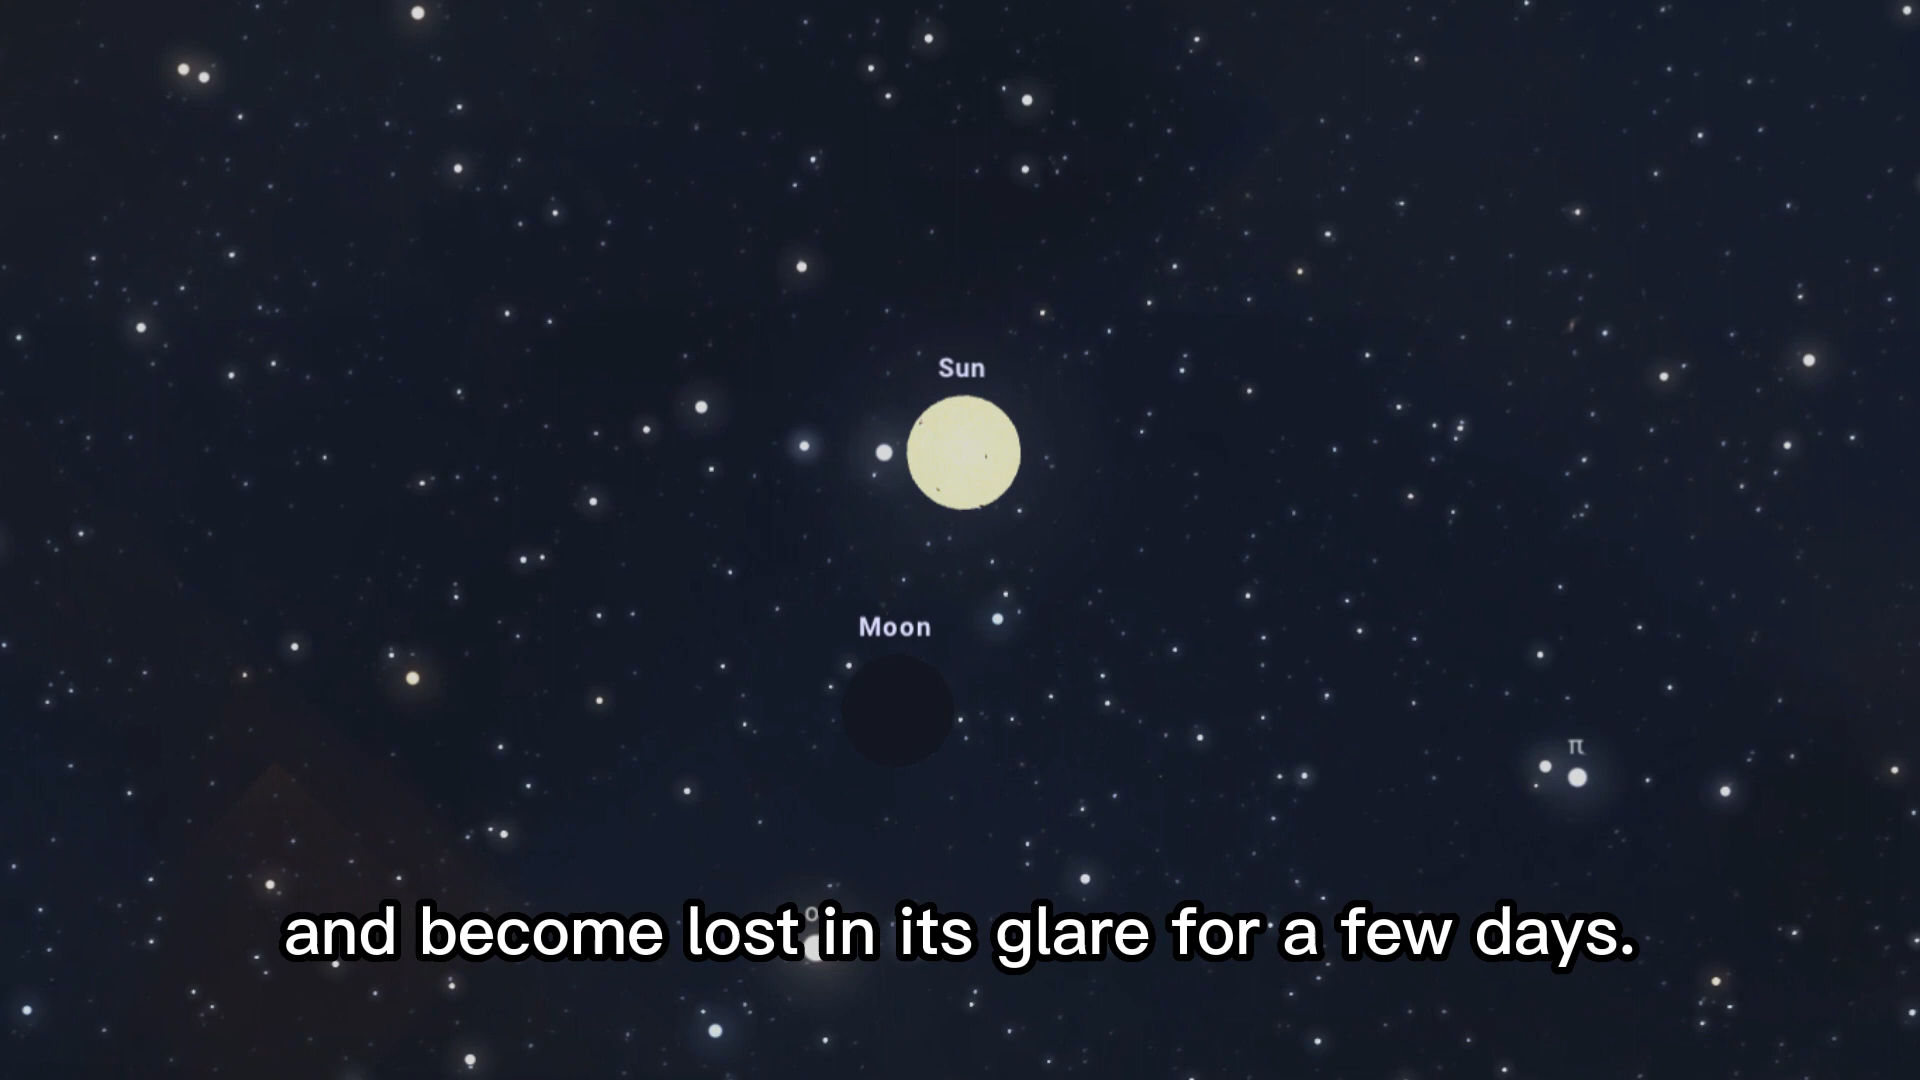 Sun
Moon
π
ο
and become lost in its glare for a few days.